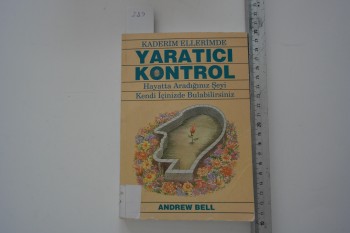 KADERİM ELLERİMDE
YARATICI
KONTROL
Hayatta Aradığınız Şeyi
Kendi İçinizde Bulabilirsiniz
ANDREW BELL